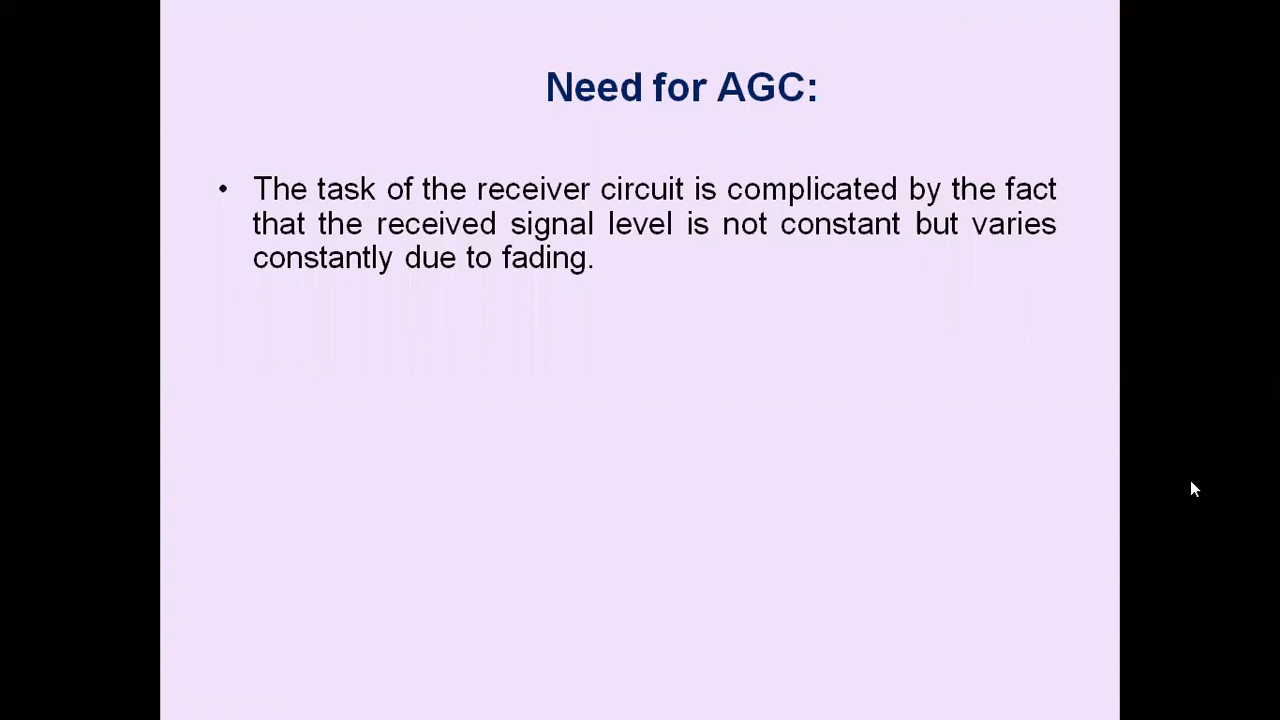 Need for AGC:
• The task of the receiver circuit is complicated by the fact
that the received signal level is not constant but varies
constantly due to fading.